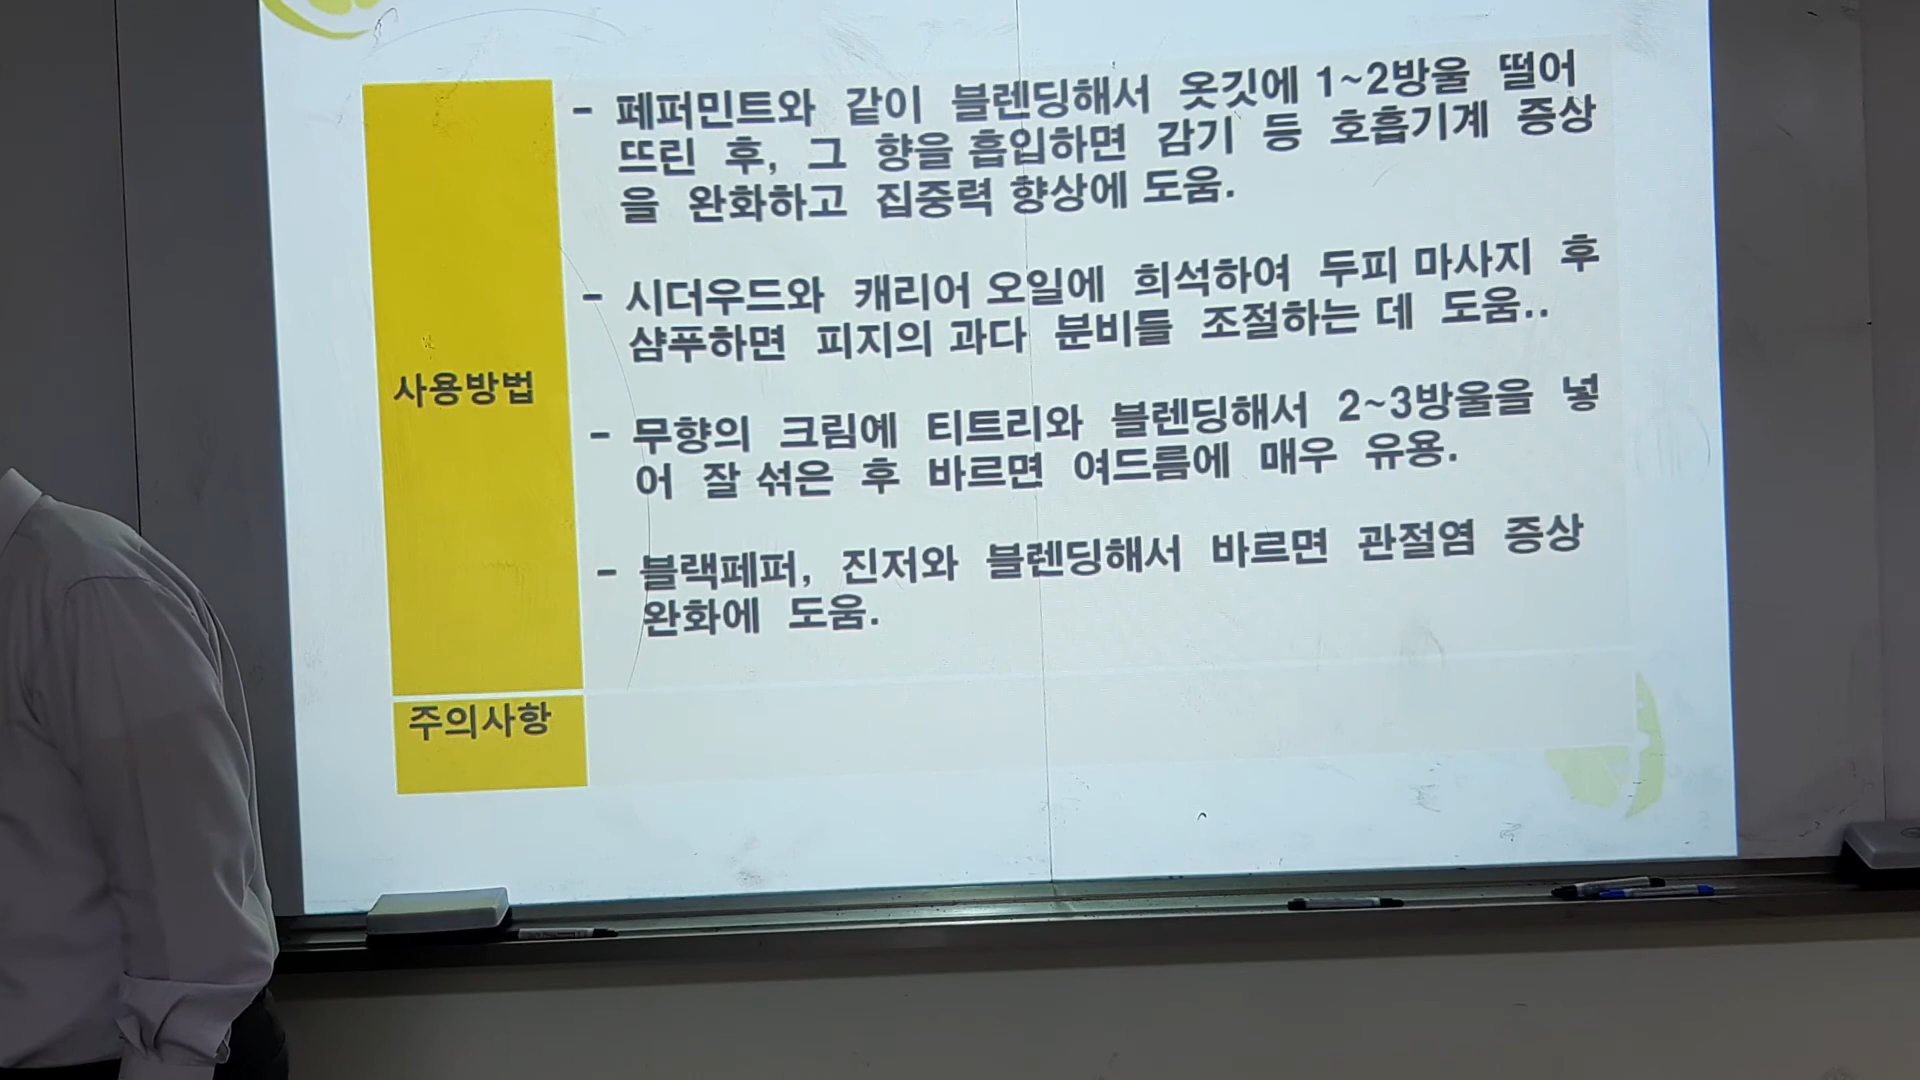 - 페퍼민트와 같이 블렌딩해서 옷깃에 1~2방울 떨어
뜨린 후, 그 향을 흡입하면 감기 등 호흡기계 증상
을 완화하고 집중력 향상에 도움.
- 시더우드와 캐리어 오일에 희석하여 두피 마사지 후
샴푸하면 피지의 과다 분비들 조절하는 데 도움..
사용방법
- 무향의 크림에 티트리와 블렌딩해서 2~3방울을 넣
어 잘 섞은 후 바르면 여드름에 매우 유용.
- 블랙페퍼, 진저와 블렌딩해서 바르면 관절염 증상
완화에 도움.
주의사항